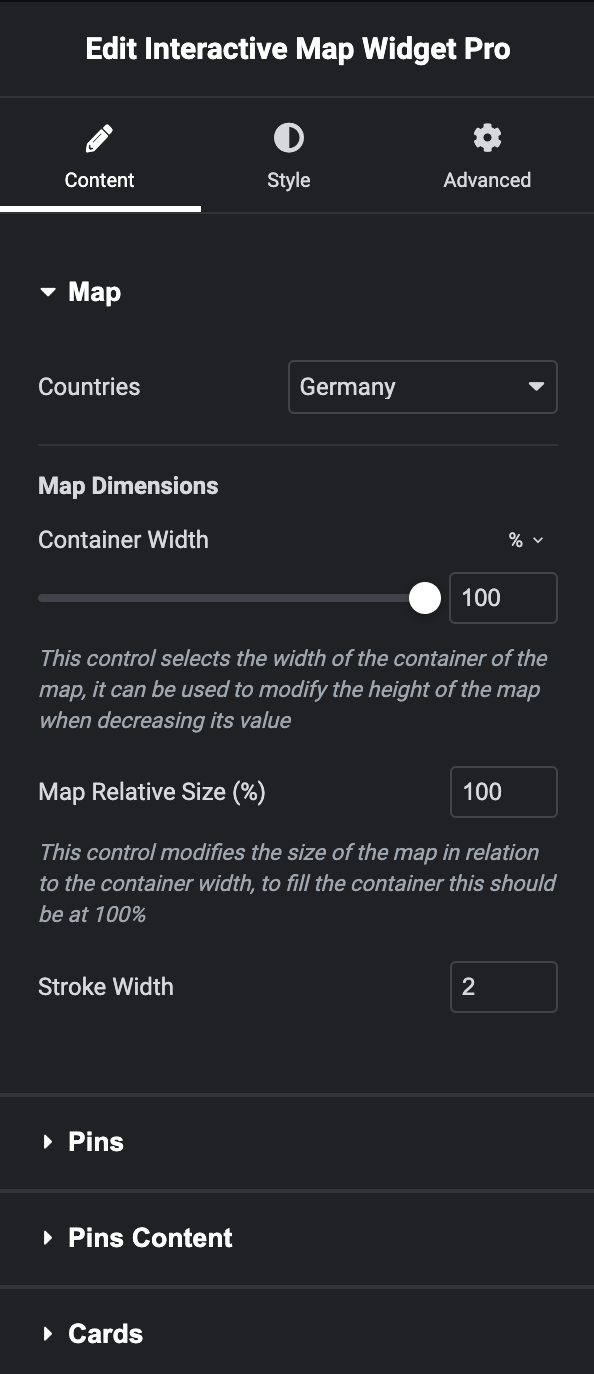 Edit Interactive Map Widget Pro
Content
Style
Advanced
Map
Countries
Germany
Map Dimensions
Container Width
%
100
This control selects the width of the container of the
map, it can be used to modify the height of the map
when decreasing its value
Map Relative Size (%)
100
This control modifies the size of the map in relation
to the container width, to fill the container this should
be at 100%
Stroke Width
2
Pins
Pins Content
Cards